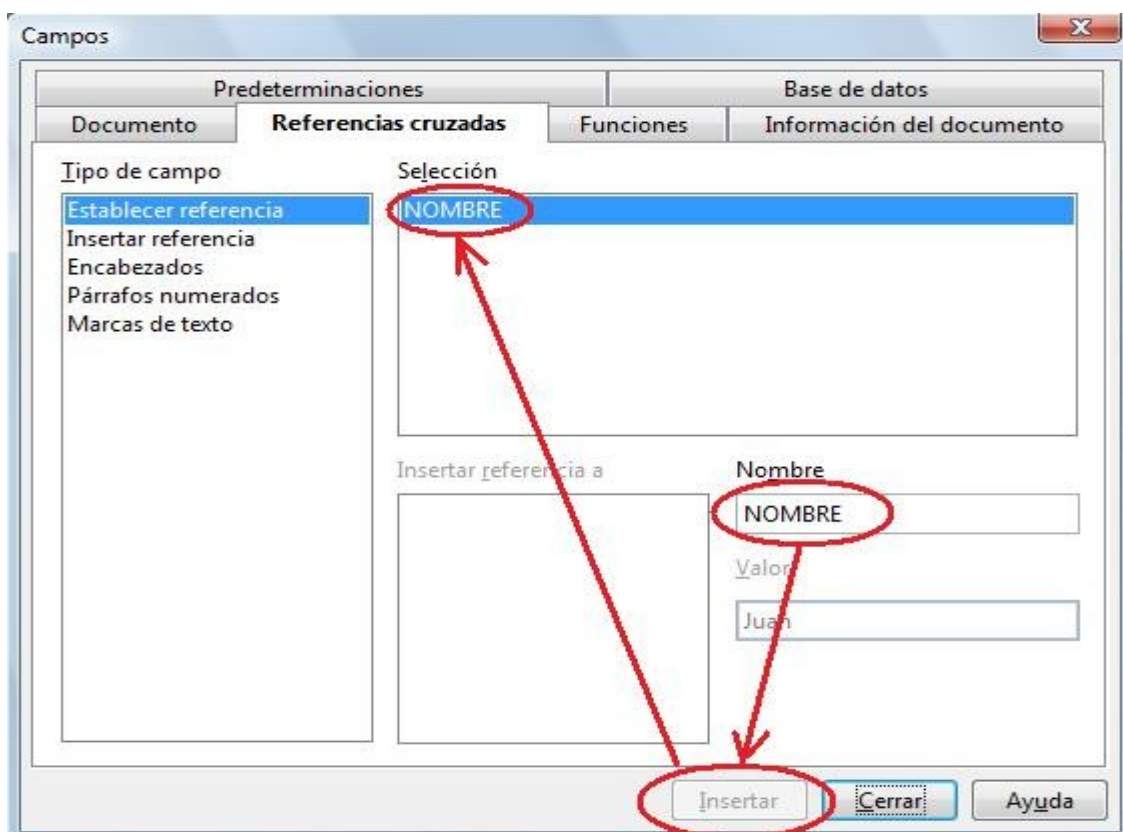 Campos
Predeterminaciones Base de datos
Documento Referencias cruzadas Funciones Información del documento
Tipo de campo
Establecer referencia
Insertar referencia
Encabezados
Párrafos numerados
Marcas de texto
Selección
NOMBRE
Insertar referencia a
Nombre
NOMBRE
Valor
Juan
Insertar Cerrar Ayuda